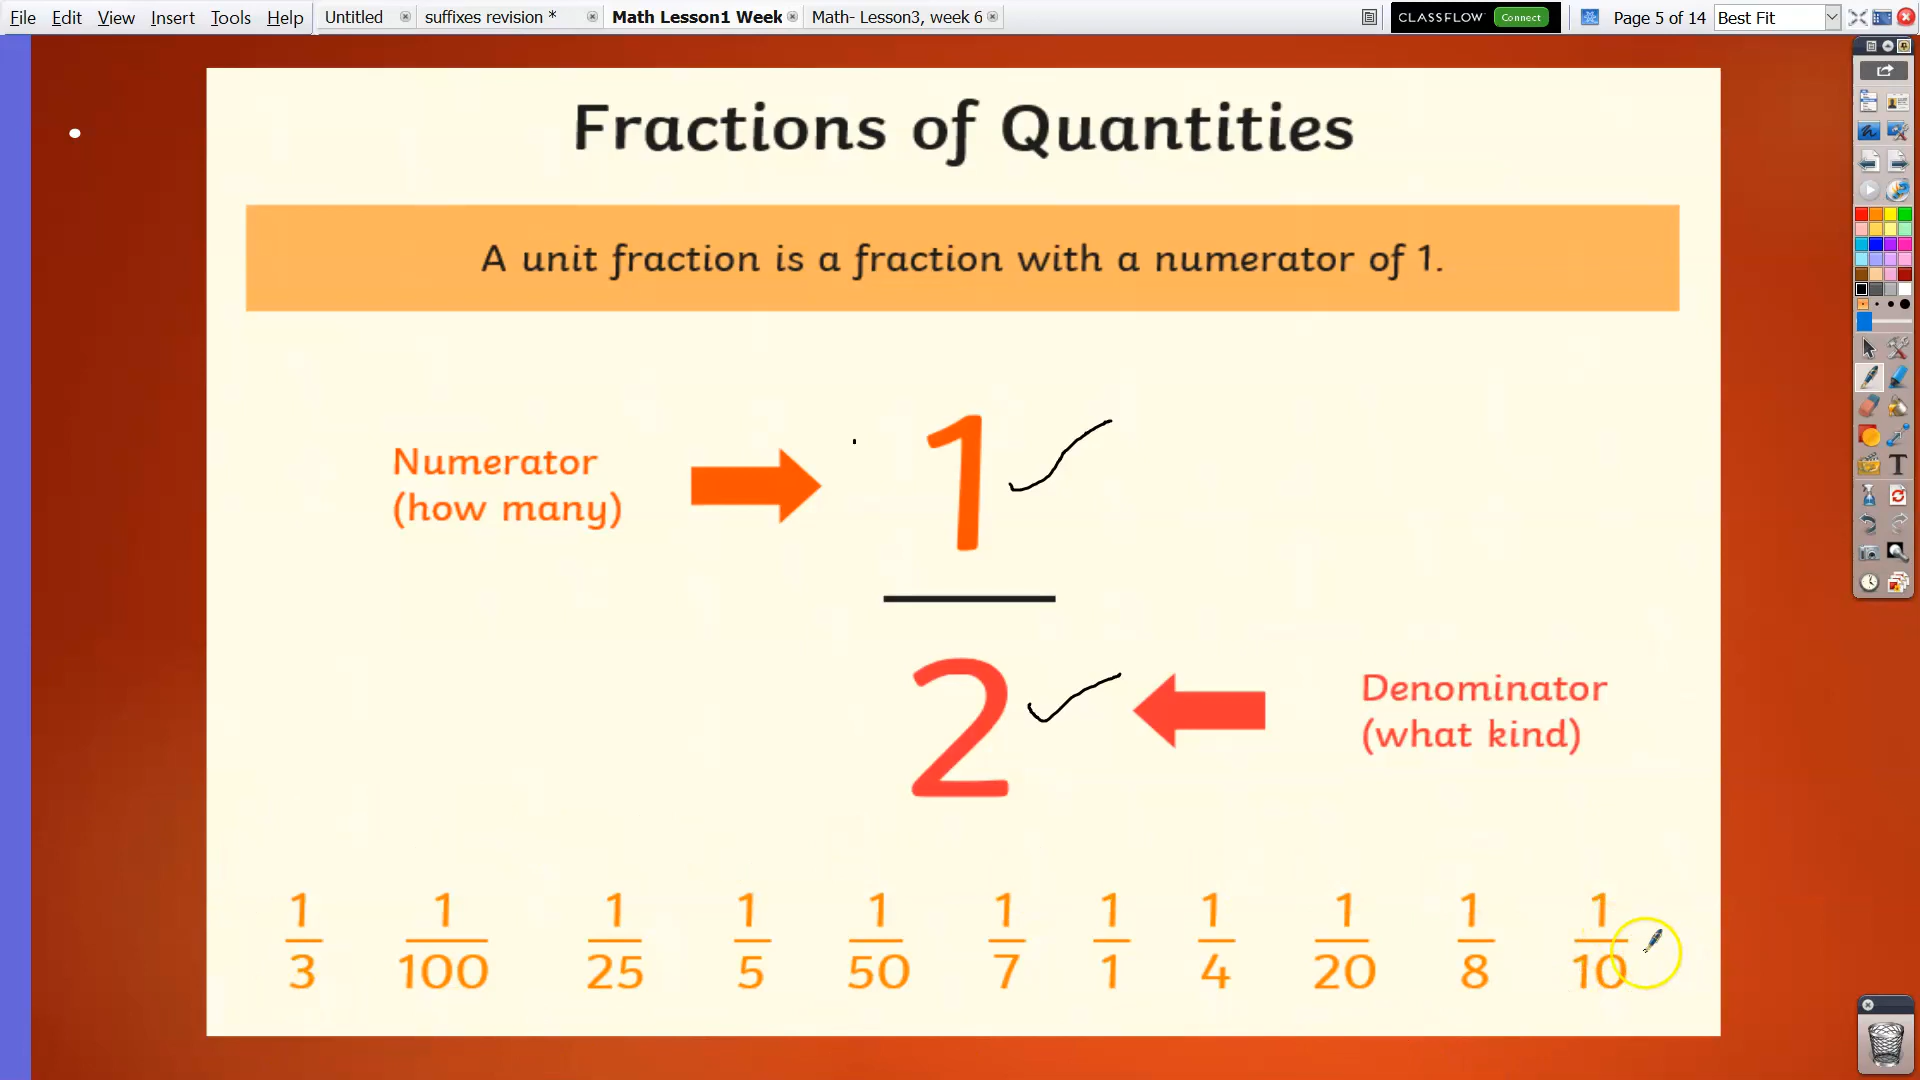 File Edit View Insert Tools Help Untitled suffixes revision * Math Lesson1 Week Math- Lesson3, week 6 CLASSFLOW Connect Page 5 of 14 Best Fit
Fractions of Quantities
A unit fraction is a fraction with a numerator of 1.
Numerator
(how many)
1
2
Denominator
(what kind)
1 1 1 1 1 1 1 1 1 1 1
3 100 25 5 50 7 1 4 20 8 10